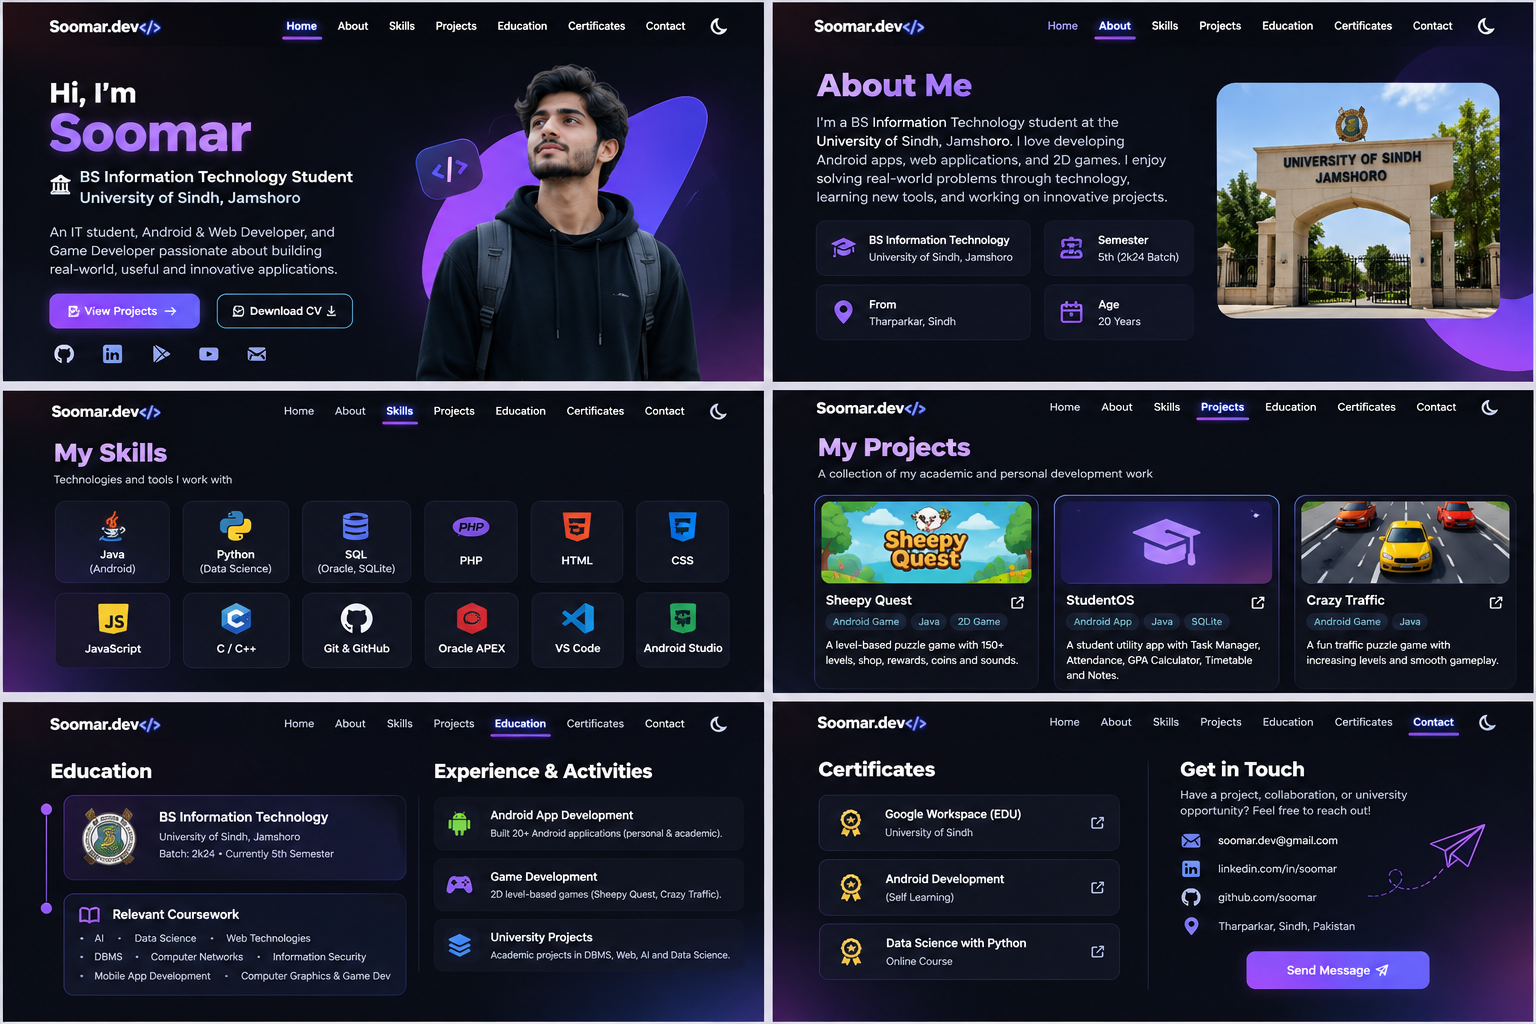 Soomar.dev</>
Home
About
Skills
Projects
Education
Certificates
Contact
Hi, I'm
Soomar
BS Information Technology Student
University of Sindh, Jamshoro
An IT student, Android & Web Developer, and
Game Developer passionate about building
real-world, useful and innovative applications.
View Projects →
Download CV
</>
Soomar.dev</>
Home
About
Skills
Projects
Education
Certificates
Contact
About Me
I'm a BS Information Technology student at the
University of Sindh, Jamshoro. I love developing
Android apps, web applications, and 2D games. I enjoy
solving real-world problems through technology,
learning new tools, and working on innovative projects.
BS Information Technology
University of Sindh, Jamshoro
Semester
5th (2k24 Batch)
From
Tharparkar, Sindh
Age
20 Years
UNIVERSITY OF SINDH
JAMSHORO
Soomar.dev</>
Home
About
Skills
Projects
Education
Certificates
Contact
My Skills
Technologies and tools I work with
Java
(Android)
Python
(Data Science)
SQL
(Oracle, SQLite)
PHP
PHP
HTML
CSS
JS
JavaScript
C
C / C++
Git & GitHub
Oracle APEX
VS Code
Android Studio
Soomar.dev</>
Home
About
Skills
Projects
Education
Certificates
Contact
My Projects
A collection of my academic and personal development work
Sheepy
Quest
Sheepy Quest
Android Game
Java
2D Game
A level-based puzzle game with 150+
levels, shop, rewards, coins and sounds.
StudentOS
Android App
Java
SQLite
A student utility app with Task Manager,
Attendance, GPA Calculator, Timetable
and Notes.
Crazy Traffic
Android Game
Java
A fun traffic puzzle game with
increasing levels and smooth gameplay.
Soomar.dev</>
Home
About
Skills
Projects
Education
Certificates
Contact
Education
BS Information Technology
University of Sindh, Jamshoro
Batch: 2k24 • Currently 5th Semester
Relevant Coursework
• AI • Data Science • Web Technologies
• DBMS • Computer Networks • Information Security
• Mobile App Development • Computer Graphics & Game Dev
Experience & Activities
Android App Development
Built 20+ Android applications (personal & academic).
Game Development
2D level-based games (Sheepy Quest, Crazy Traffic).
University Projects
Academic projects in DBMS, Web, AI and Data Science.
Soomar.dev</>
Home
About
Skills
Projects
Education
Certificates
Contact
Certificates
Google Workspace (EDU)
University of Sindh
Android Development
(Self Learning)
Data Science with Python
Online Course
Get in Touch
Have a project, collaboration, or university
opportunity? Feel free to reach out!
soomar.dev@gmail.com
linkedin.com/in/soomar
github.com/soomar
Tharparkar, Sindh, Pakistan
Send Message